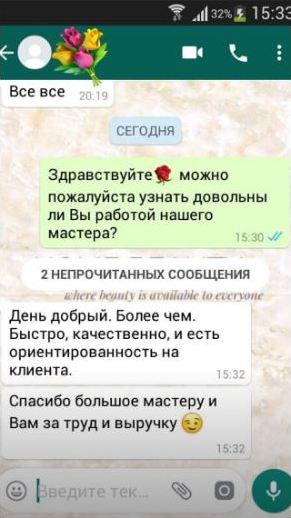 32% 15:33
Все все 20:19
СЕГОДНЯ
Здравствуйте🌹 можно
пожалуйста узнать довольны
ли Вы работой нашего
мастера?
15:30
2 НЕПРОЧИТАННЫХ СООБЩЕНИЯ
where beauty is available to everyone
День добрый. Более чем.
Быстро, качественно, и есть
ориентированность на
клиента.
15:32
Спасибо большое мастеру и
Вам за труд и выручку😉
15:32
Введите тек...